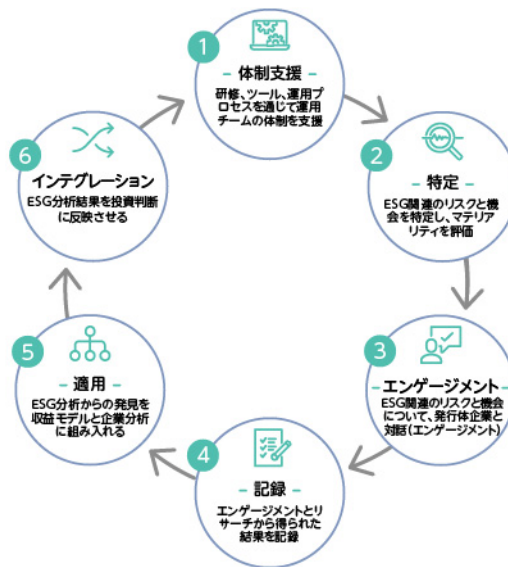 1
- 体制支援 -
研修、ツール、運用プ
ロセスを通じて運用
チームの体制を支援
2
- 特定 -
ESG関連のリスクと機
会を特定し、マテリア
リティを評価
3
- エンゲージメント -
ESG関連のリスクと機会
について、発行体企業と
対話(エンゲージメント)
4
- 記録 -
エンゲージメントとリ
サーチから得られた
結果を記録
5
- 適用 -
ESG分析からの発見を
収益モデルと企業分析
に組み入れる
6
インテグレーション
ESG分析結果を投資判断
に反映させる